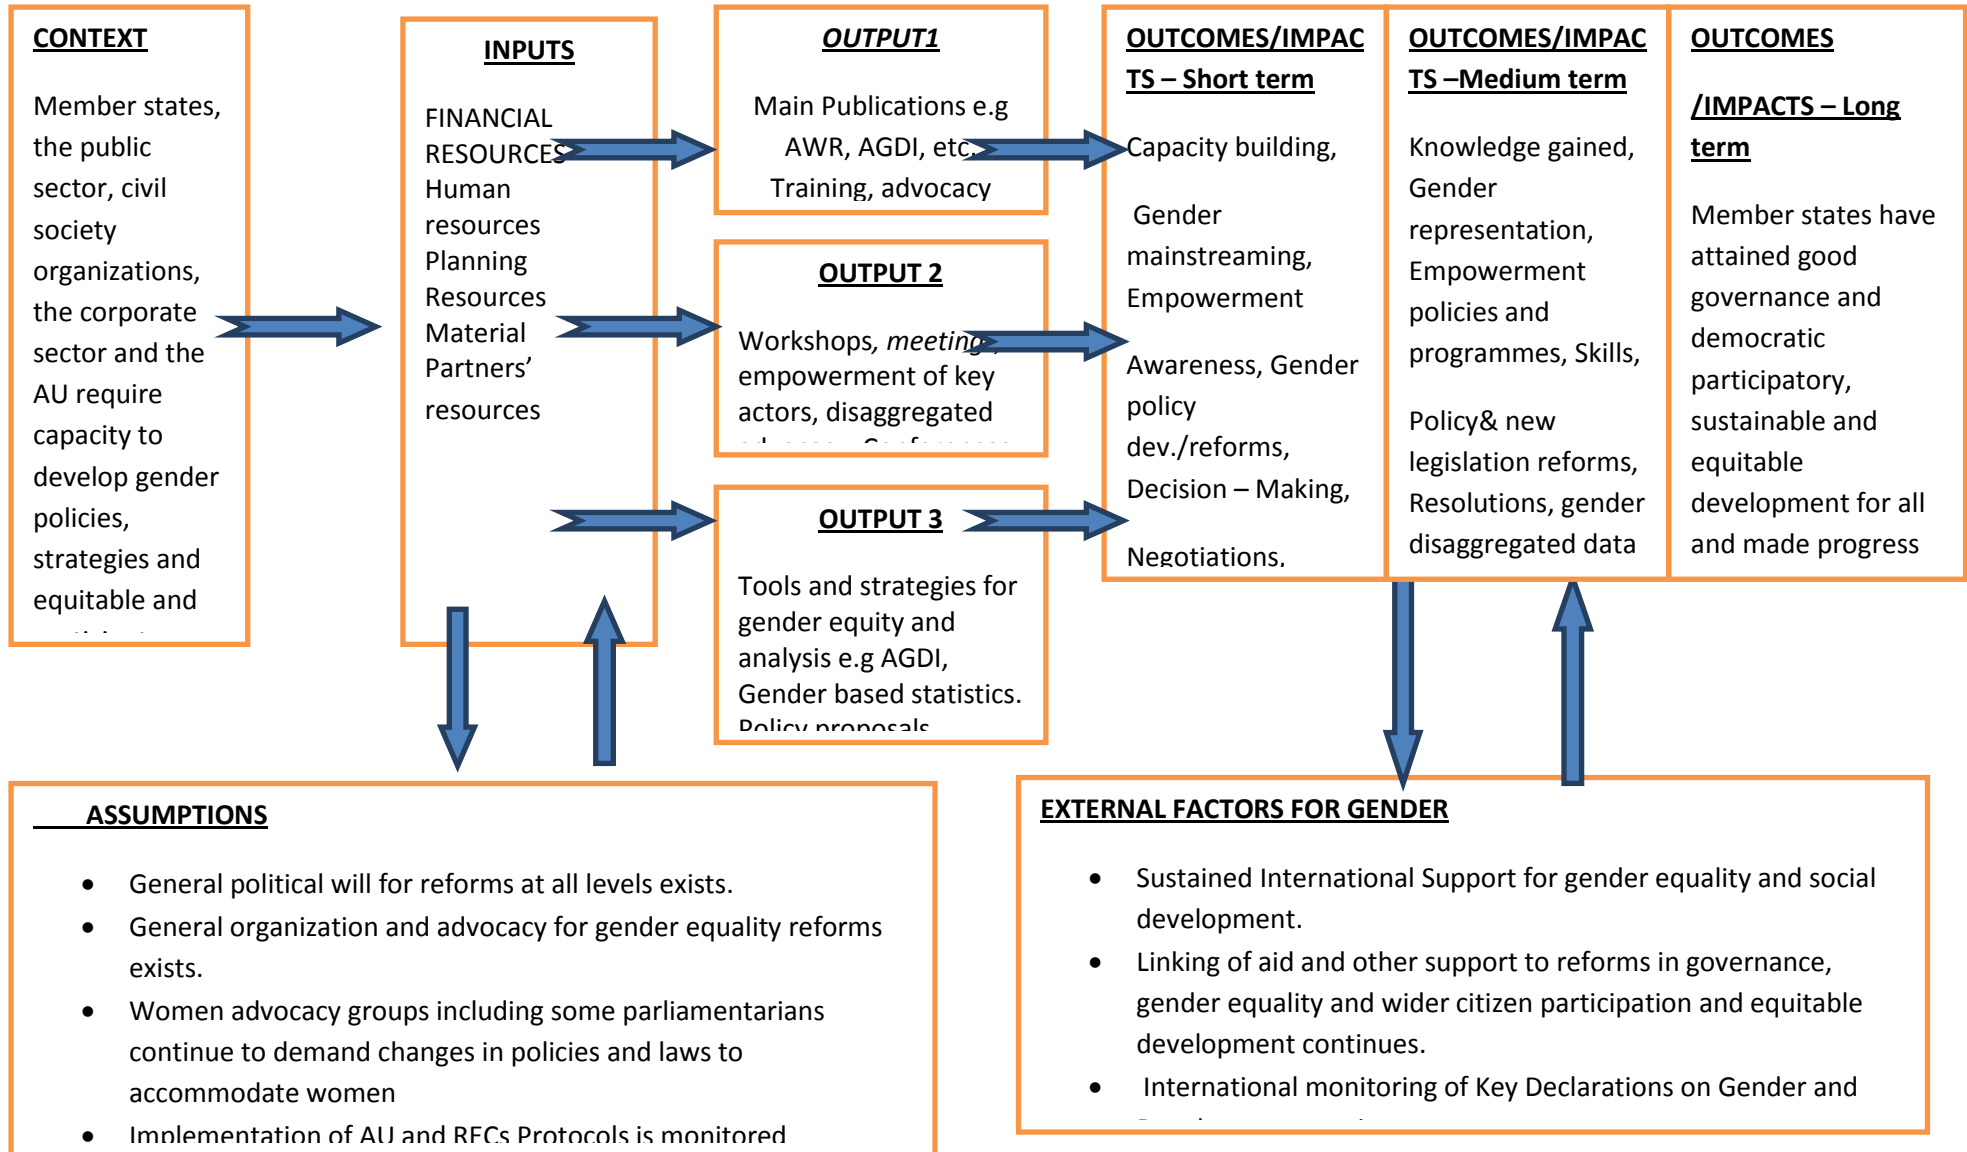 CONTEXT
Member states,
the public
sector, civil
society
organizations,
the corporate
sector and the
AU require
capacity to
develop gender
policies,
strategies and
equitable and
INPUTS
FINANCIAL
RESOURCES
Human
resources
Planning
Resources
Material
Partners’
resources
OUTPUT1
Main Publications e.g
AWR, AGDI, etc.
Training, advocacy
OUTPUT 2
Workshops, meetings,
empowerment of key
actors, disaggregated
OUTPUT 3
Tools and strategies for
gender equity and
analysis e.g AGDI,
Gender based statistics.
Policy proposals
OUTCOMES/IMPAC
TS – Short term
Capacity building,
Gender
mainstreaming,
Empowerment
Awareness, Gender
policy
dev./reforms,
Decision – Making,
Negotiations,
OUTCOMES/IMPAC
TS –Medium term
Knowledge gained,
Gender
representation,
Empowerment
policies and
programmes, Skills,
Policy& new
legislation reforms,
Resolutions, gender
disaggregated data
OUTCOMES
/IMPACTS – Long
term
Member states have
attained good
governance and
democratic
participatory,
sustainable and
equitable
development for all
and made progress
ASSUMPTIONS
• General political will for reforms at all levels exists.
• General organization and advocacy for gender equality reforms
exists.
• Women advocacy groups including some parliamentarians
continue to demand changes in policies and laws to
accommodate women
• Implementation of AU and RECs Protocols is monitored
EXTERNAL FACTORS FOR GENDER
• Sustained International Support for gender equality and social
development.
• Linking of aid and other support to reforms in governance,
gender equality and wider citizen participation and equitable
development continues.
• International monitoring of Key Declarations on Gender and